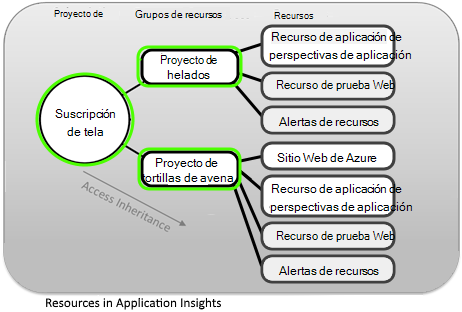 Proyecto de
Grupos de recursos
Recursos
Suscripción
de tela
Proyecto de
helados
Proyecto de
tortillas de avena
Recurso de aplicación de
perspectivas de aplicación
Recurso de prueba Web
Alertas de recursos
Sitio Web de Azure
Recurso de aplicación de
perspectivas de aplicación
Recurso de prueba Web
Alertas de recursos
Access Inheritance
Resources in Application Insights